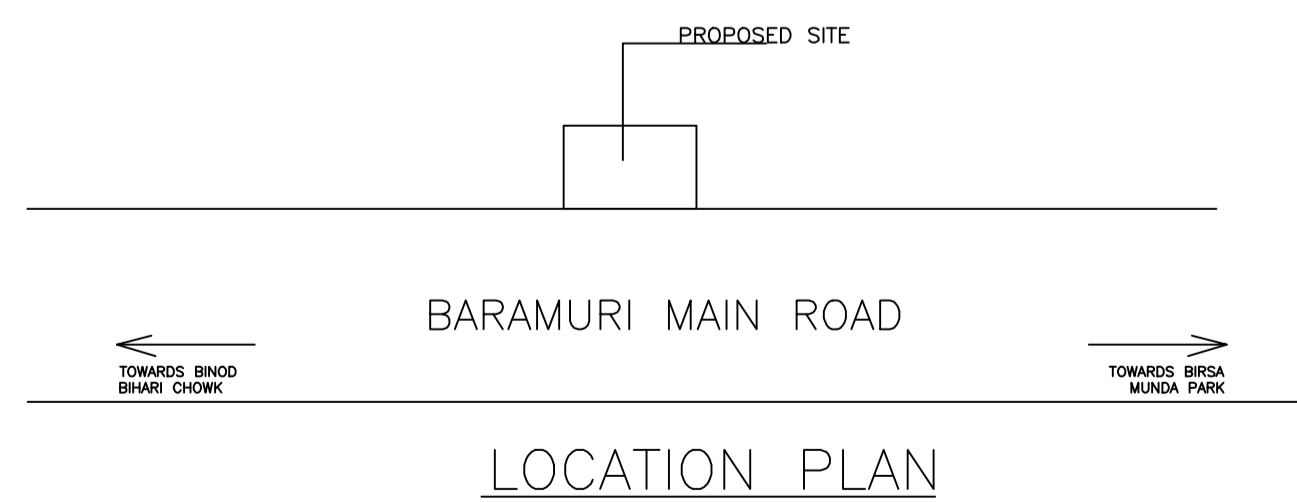 PROPOSED SITE
BARAMURI MAIN ROAD
TOWARDS BINOD
BIHARI CHOWK
TOWARDS BIRSA
MUNDA PARK
LOCATION PLAN